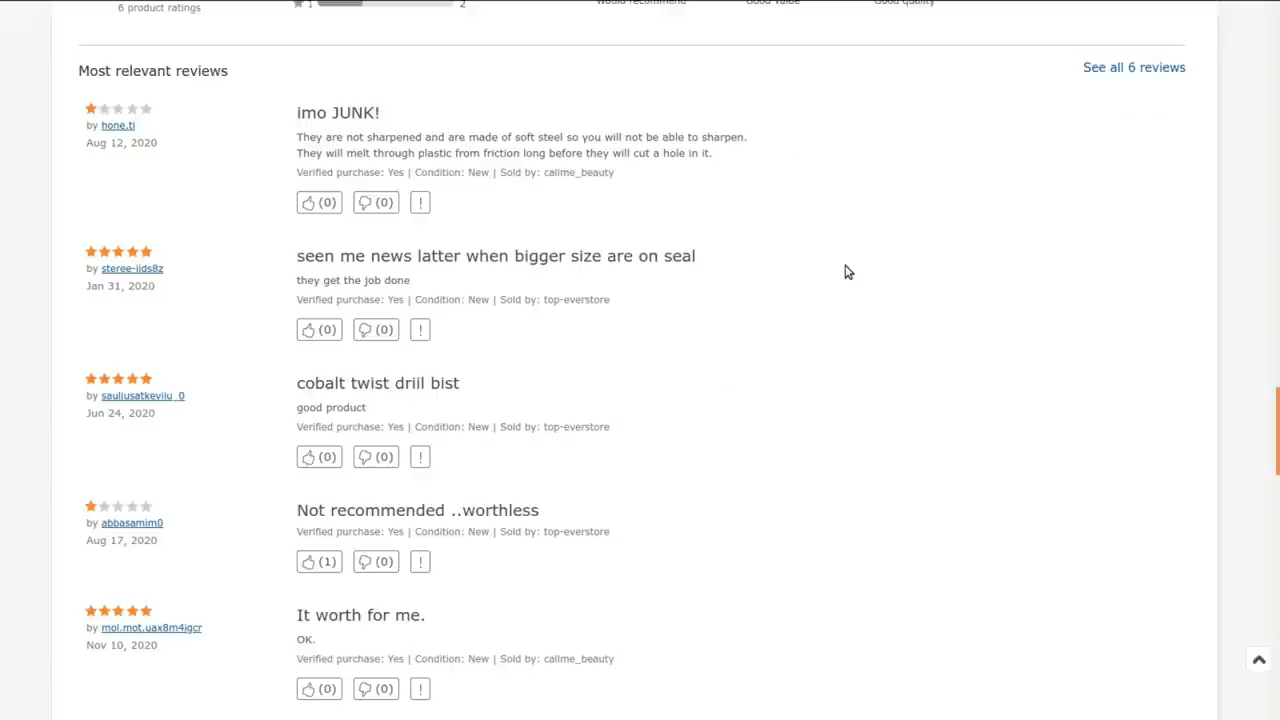 6 product ratings
1
2
Would recommend
Good value
Good quality
Most relevant reviews
See all 6 reviews
imo JUNK!
by hone.ti
Aug 12, 2020
They are not sharpened and are made of soft steel so you will not be able to sharpen.
They will melt through plastic from friction long before they will cut a hole in it.
Verified purchase: Yes | Condition: New | Sold by: callme_beauty
(0)
(0)
!
seen me news latter when bigger size are on seal
by steree-iids8z
Jan 31, 2020
they get the job done
Verified purchase: Yes | Condition: New | Sold by: top-everstore
(0)
(0)
!
cobalt twist driil bist
by sauliusatkeviiu_0
Jun 24, 2020
good product
Verified purchase: Yes | Condition: New | Sold by: top-everstore
(0)
(0)
!
Not recommended ..worthless
by abbasamim0
Aug 17, 2020
Verified purchase: Yes | Condition: New | Sold by: top-everstore
(1)
(0)
!
It worth for me.
by mol.mot.uax8m4igcr
Nov 10, 2020
OK.
Verified purchase: Yes | Condition: New | Sold by: callme_beauty
(0)
(0)
!